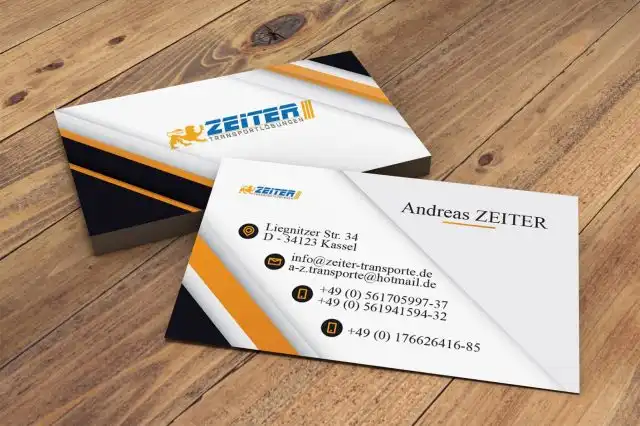 ZEITER
TRANSPORTLÖSUNGEN
ZEITER
Andreas ZEITER
Liegnitzer Str. 34
D - 34123 Kassel
info@zeiter-transporte.de
a-z.transporte@hotmail.de
+49 (0) 561705997-37
+49 (0) 561941594-32
+49 (0) 176626416-85